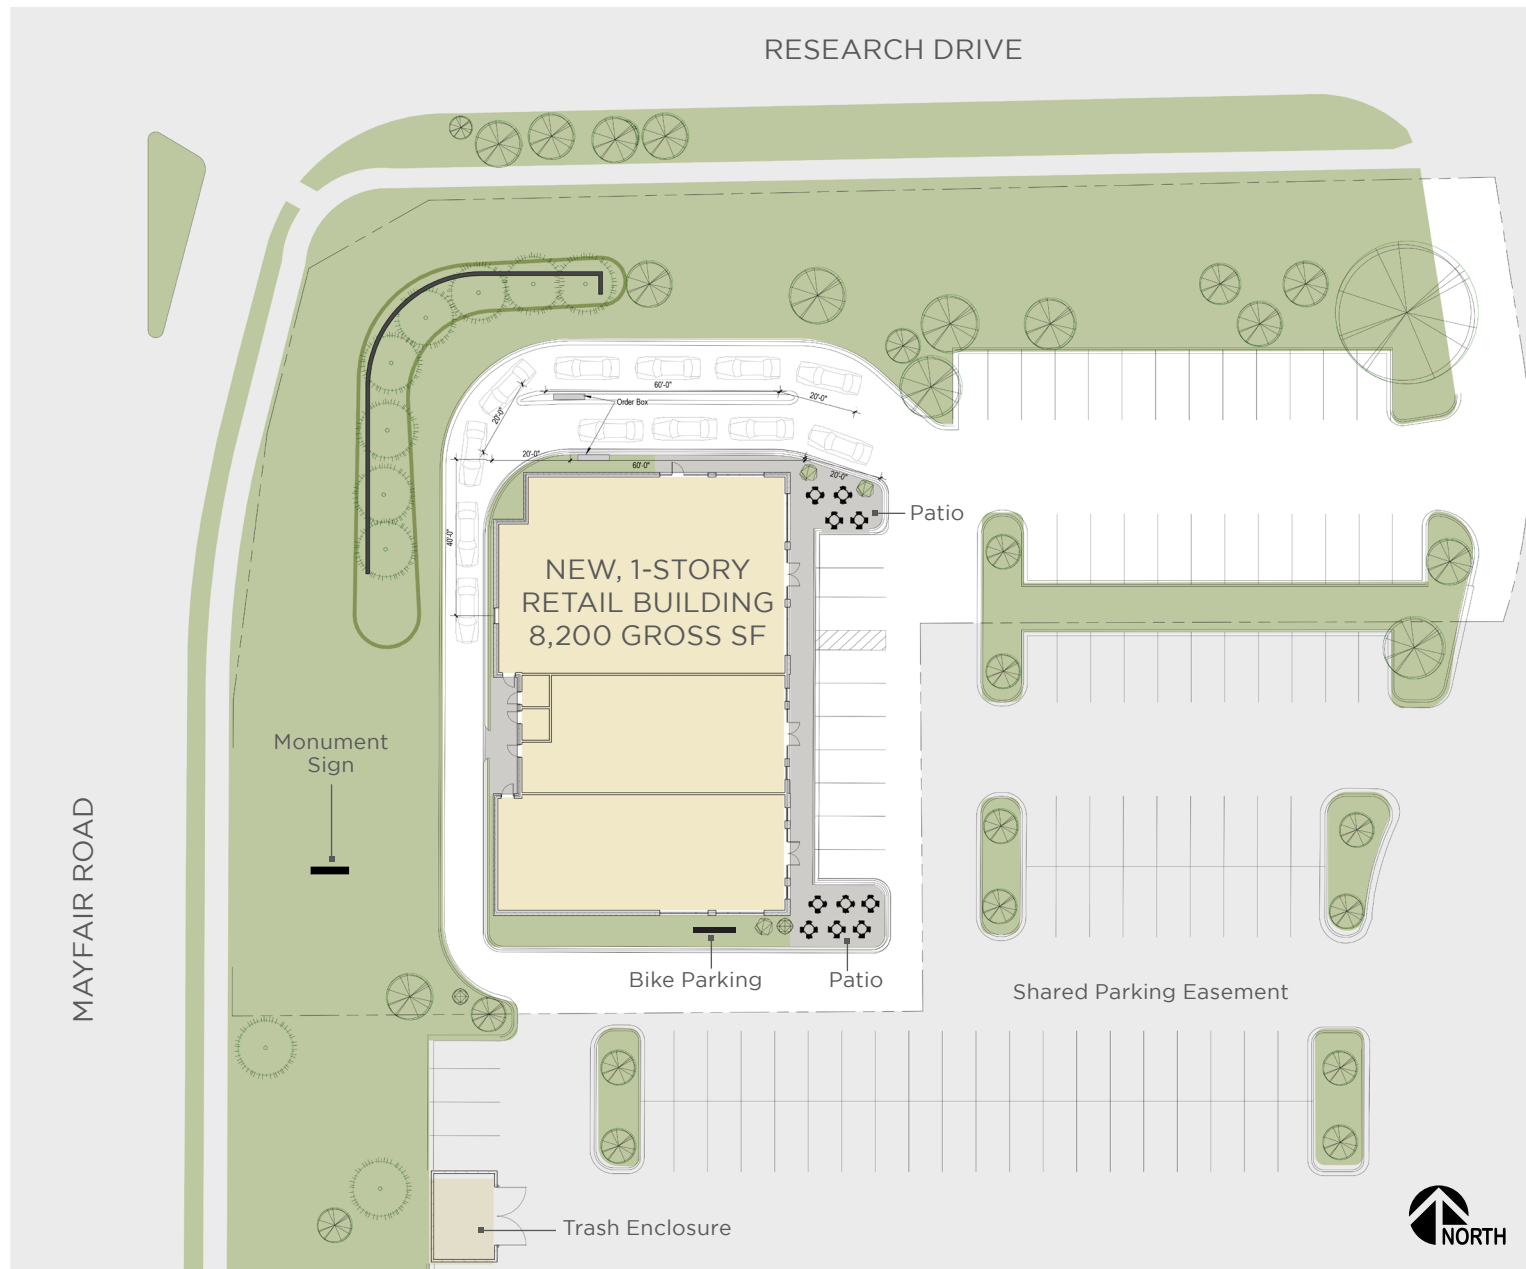 RESEARCH DRIVE
60'-0"
Order Box
20'-0"
20'-0"
20'-0"
60'-0"
20'-0"
40'-0"
Patio
NEW, 1-STORY
RETAIL BUILDING
8,200 GROSS SF
Monument
Sign
MAYFAIR ROAD
Bike Parking
Patio
Shared Parking Easement
Trash Enclosure
NORTH